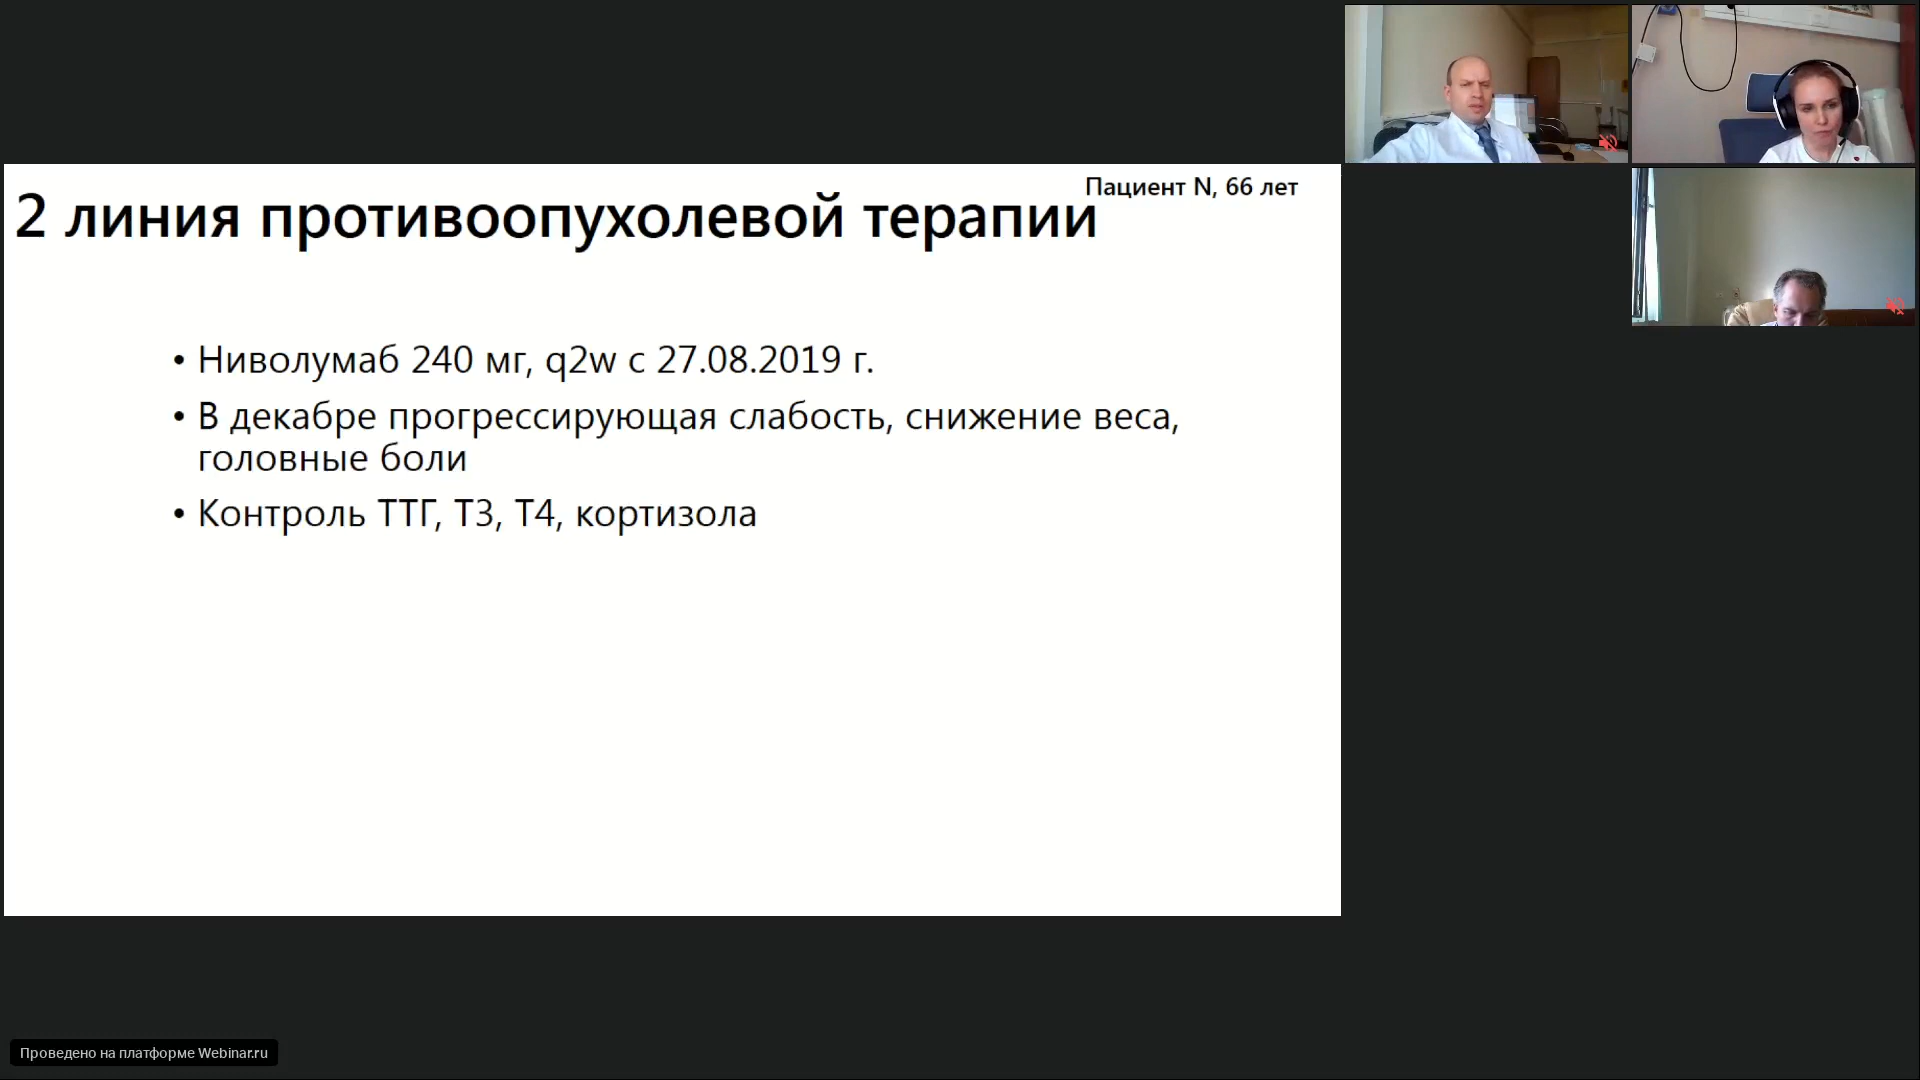 Пациент N, 66 лет
2 линия противоопухолевой терапии
• Ниволумаб 240 мг, q2w с 27.08.2019 г.
• В декабре прогрессирующая слабость, снижение веса,
головные боли
• Контроль ТТГ, Т3, Т4, кортизола
Проведено на платформе Webinar.ru